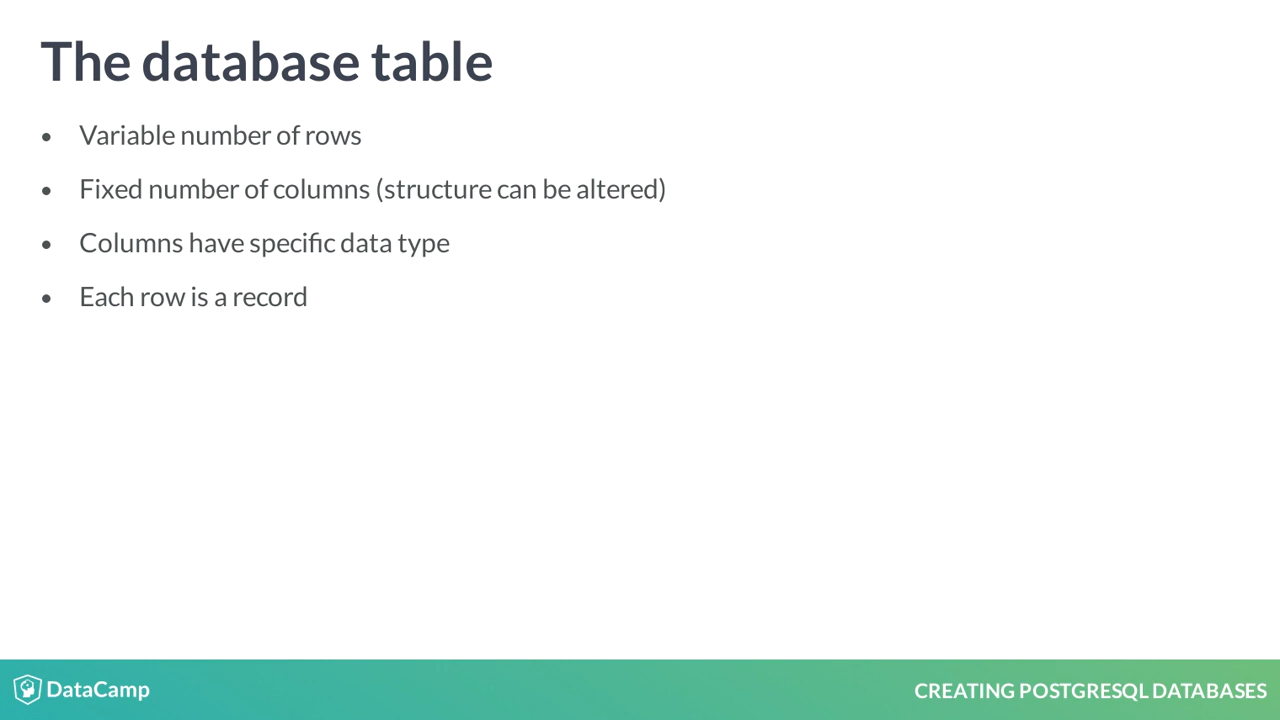 The database table
• Variable number of rows
• Fixed number of columns (structure can be altered)
• Columns have specific data type
• Each row is a record
DataCamp
CREATING POSTGRESQL DATABASES